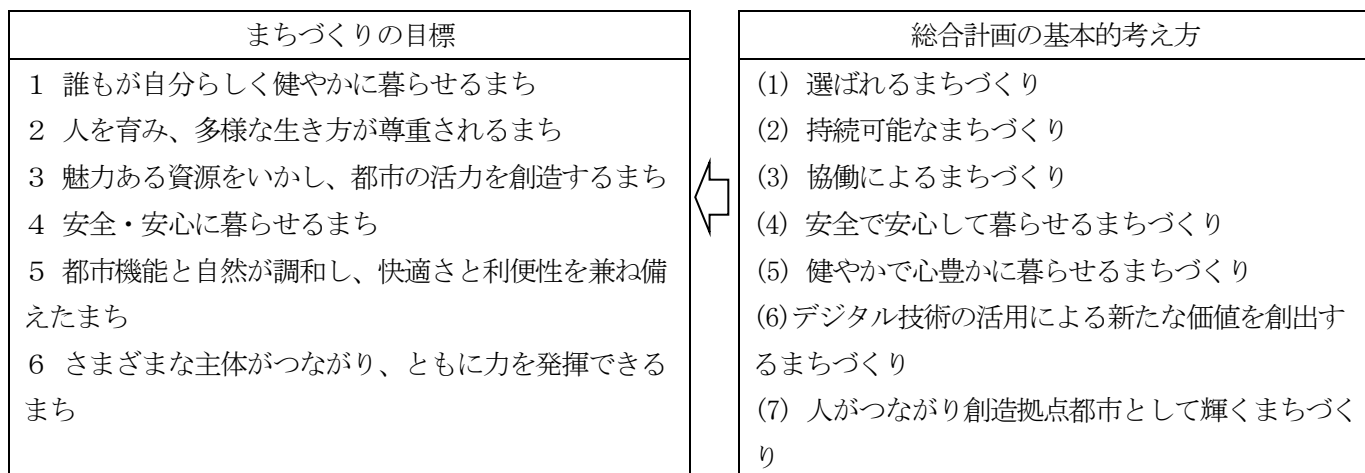 まちづくりの目標
1 誰もが自分らしく健やかに暮らせるまち
2 人を育み、多様な生き方が尊重されるまち
3 魅力ある資源をいかし、都市の活力を創造するまち
4 安全・安心に暮らせるまち
5 都市機能と自然が調和し、快適さと利便性を兼ね備
えたまち
6 さまざまな主体がつながり、ともに力を発揮できる
まち
総合計画の基本的考え方
(1) 選ばれるまちづくり
(2) 持続可能なまちづくり
(3) 協働によるまちづくり
(4) 安全で安心して暮らせるまちづくり
(5) 健やかで心豊かに暮らせるまちづくり
(6)デジタル技術の活用による新たな価値を創出す
るまちづくり
(7) 人がつながり創造拠点都市として輝くまちづく
り